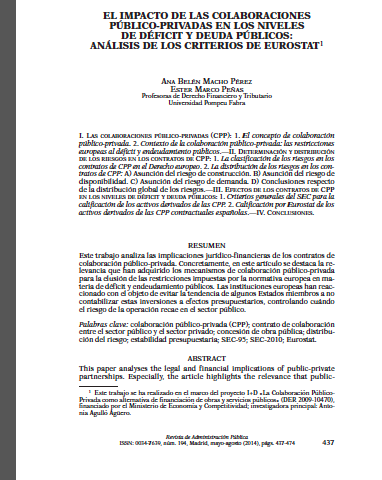 EL IMPACTO DE LAS COLABORACIONES
PÚBLICO-PRIVADAS EN LOS NIVELES
DE DÉFICIT Y DEUDA PÚBLICOS:
ANÁLISIS DE LOS CRITERIOS DE EUROSTAT1
ANA BELÉN MACHO PÉREZ
ESTER MARCO PEÑAS
Profesoras de Derecho Financiero y Tributario
Universidad Pompeu Fabra
I. LAS COLABORACIONES PÚBLICO-PRIVADAS (CPP): 1. El concepto de colaboración
público-privada. 2. Contexto de la colaboración público-privada: las restricciones
europeas al déficit y endeudamiento públicos.—II. DETERMINACIÓN Y DISTRIBUCIÓN
DE LOS RIESGOS EN LOS CONTRATOS DE CPP: 1. La clasificación de los riesgos en los
contratos de CPP en el Derecho europeo. 2. La distribución de los riesgos en los con-
tratos de CPP: A) Asunción del riesgo de construcción. B) Asunción del riesgo de
disponibilidad. C) Asunción del riesgo de demanda. D) Conclusiones respecto
de la distribución global de los riesgos.—III. EFECTOS DE LOS CONTRATOS DE CPP
EN LOS NIVELES DE DÉFICIT Y DEUDA PÚBLICOS: 1. Criterios generales del SEC para la
calificación de los activos derivados de las CPP. 2. Calificación por Eurostat de los
activos derivados de las CPP contractuales españolas.—IV. CONCLUSIONES.
RESUMEN
Este trabajo analiza las implicaciones jurídico-financieras de los contratos de
colaboración público-privada. Concretamente, en este artículo se destaca la re-
levancia que han adquirido los mecanismos de colaboración público-privada
para la elusión de las restricciones impuestas por la normativa europea en ma-
teria de déficit y endeudamiento públicos. Las instituciones europeas han reac-
cionado con el objeto de evitar la tendencia de algunos Estados miembros a no
contabilizar estas inversiones a efectos presupuestarios, controlando cuándo
el riesgo de la operación recae en el sector público.
Palabras clave: colaboración público-privada (CPP); contrato de colaboración
entre el sector público y el sector privado; concesión de obra pública; distribu-
ción del riesgo; estabilidad presupuestaria; SEC-95; SEC-2010; Eurostat.
ABSTRACT
This paper analyses the legal and financial implications of public-private
partnerships. Especially, the article highlights the relevance that public-
1 Este trabajo se ha realizado en el marco del proyecto I+D «La Colaboración Público-
Privada como alternativa de financiación de obras y servicios públicos» (DER 2009-10470),
financiado por el Ministerio de Economía y Competitividad; investigadora principal: Anto-
nia Agulló Agüero.
Revista de Administración Pública
ISSN: 0034-7639, núm. 194, Madrid, mayo-agosto (2014), págs. 437-474
437